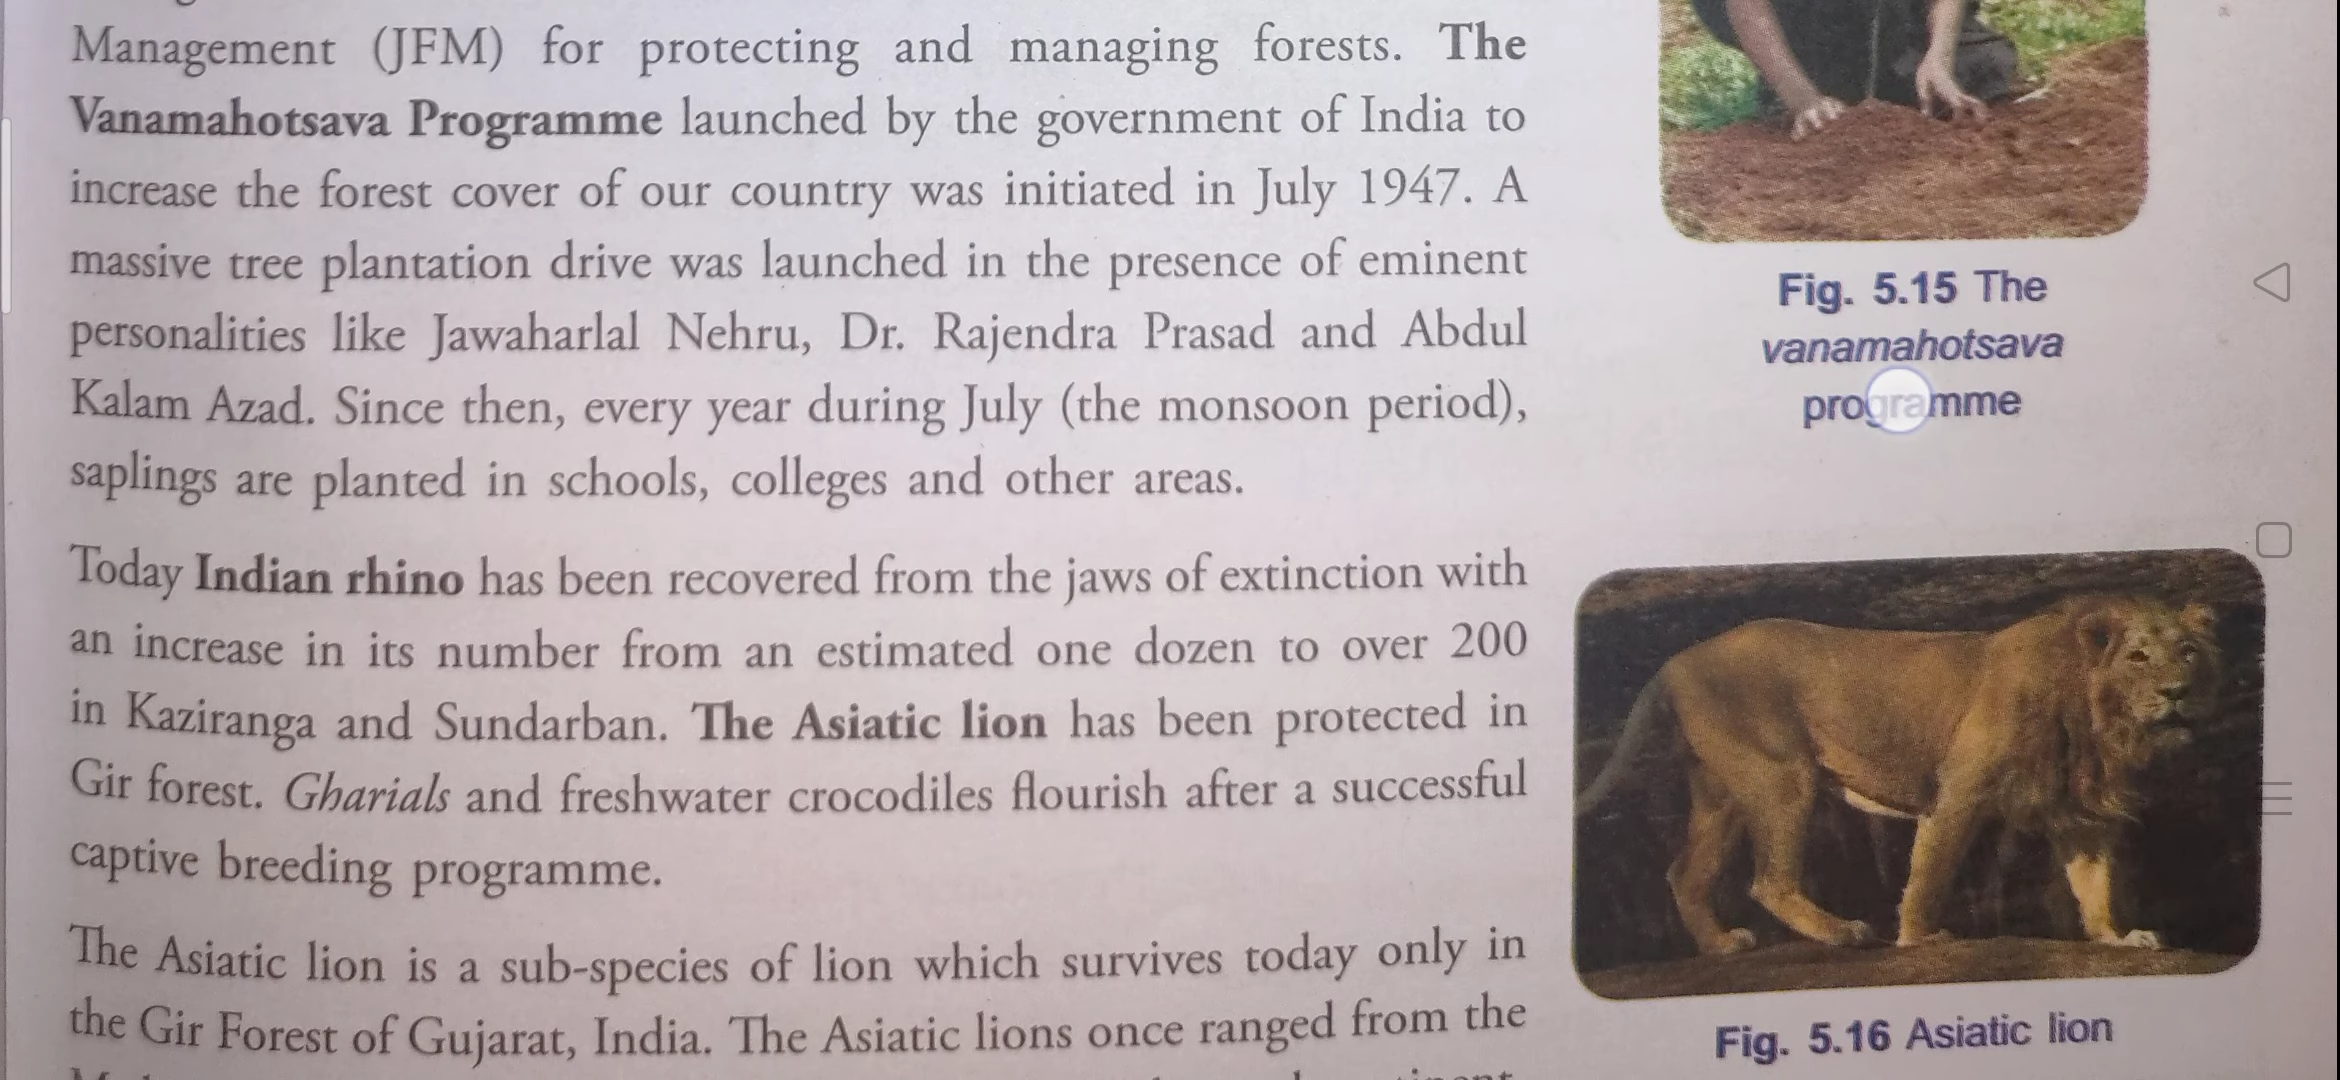 Management (JFM) for protecting and managing forests. The
Vanamahotsava Programme launched by the government of India to
increase the forest cover of our country was initiated in July 1947. A
massive tree plantation drive was launched in the presence of eminent
personalities like Jawaharlal Nehru, Dr. Rajendra Prasad and Abdul
Kalam Azad. Since then, every year during July (the monsoon period),
saplings are planted in schools, colleges and other areas.
Today Indian rhino has been recovered from the jaws of extinction with
an increase in its number from an estimated one dozen to over 200
in Kaziranga and Sundarban. The Asiatic lion has been protected in
Gir forest. Gharials and freshwater crocodiles flourish after a successful
captive breeding programme.
The Asiatic lion is a sub-species of lion which survives today only in
the Gir Forest of Gujarat, India. The Asiatic lions once ranged from the
Fig. 5.15 The
vanamahotsava
programme
Fig. 5.16 Asiatic lion